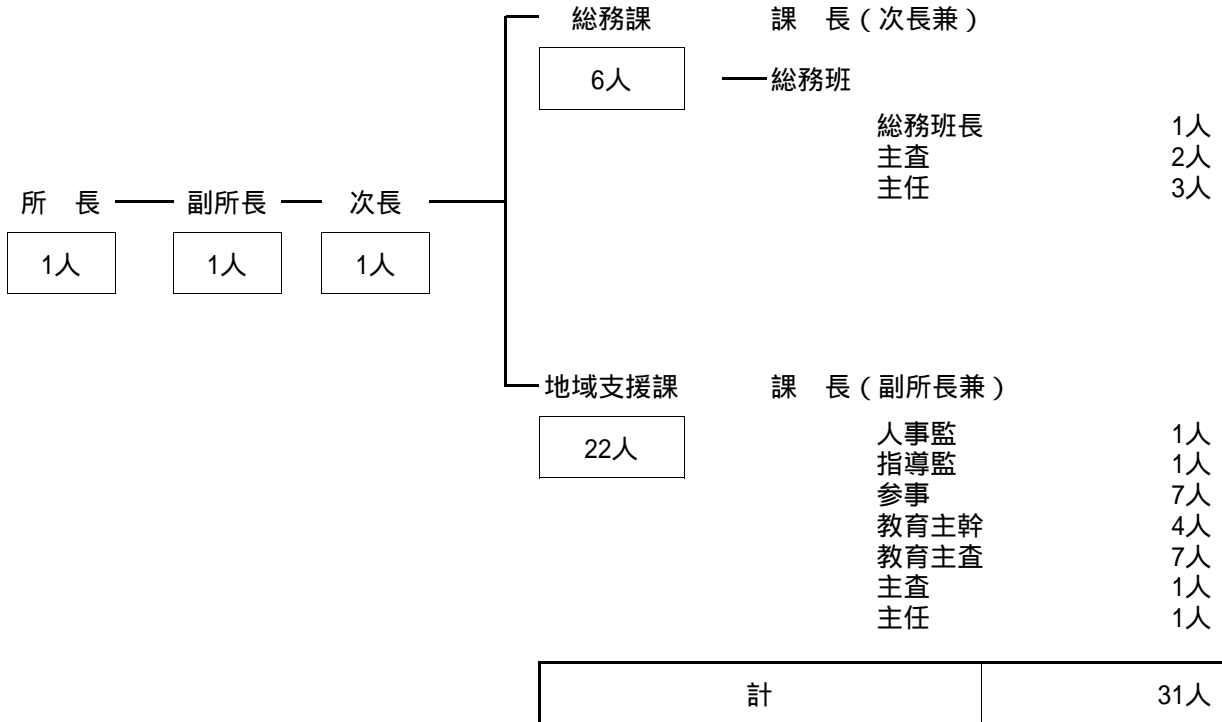 総務課 課　長（次長兼）
6人 総務班
総務班長 1人
主査 2人
主任 3人
所　長 副所長 次長
1人 1人 1人
地域支援課 課　長（副所長兼）
22人
人事監 1人
指導監 1人
参事 7人
教育主幹 4人
教育主査 7人
主査 1人
主任 1人
計 31人